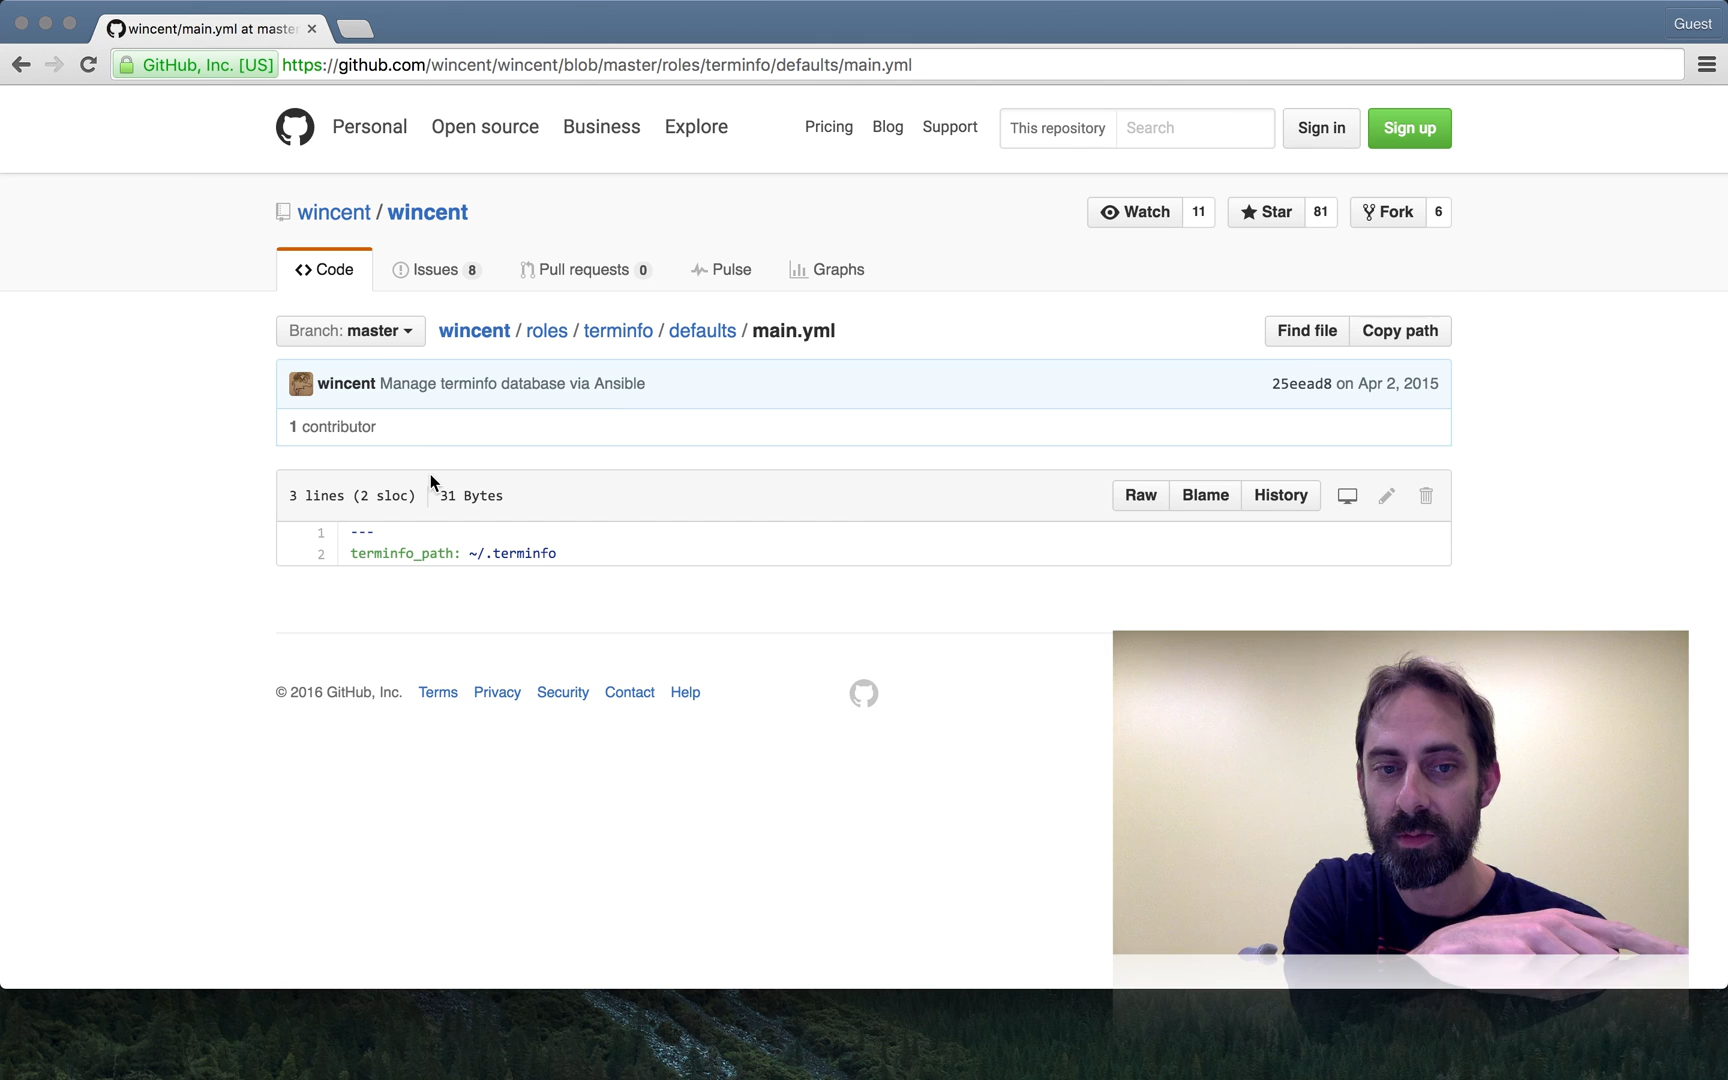 wincent/main.yml at master
Guest
GitHub, Inc. [US] https://github.com/wincent/wincent/blob/master/roles/terminfo/defaults/main.yml
Personal Open source Business Explore Pricing Blog Support This repository Search Sign in Sign up
wincent / wincent Watch 11 Star 81 Fork 6
Code Issues 8 Pull requests 0 Pulse Graphs
Branch: master wincent / roles / terminfo / defaults / main.yml Find file Copy path
wincent Manage terminfo database via Ansible 25eead8 on Apr 2, 2015
1 contributor
3 lines (2 sloc) 31 Bytes Raw Blame History
1 ---
2 terminfo_path: ~/.terminfo
© 2016 GitHub, Inc. Terms Privacy Security Contact Help